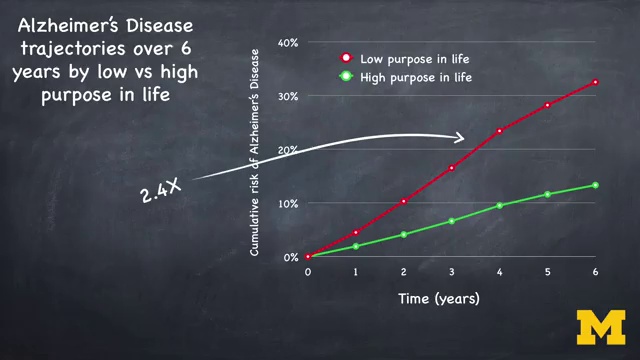 Alzheimer's Disease
trajectories over 6
years by low vs high
purpose in life
2.4X
Cumulative risk of Alzheimer's Disease
40%
30%
20%
10%
0%
Low purpose in life
High purpose in life
0 1 2 3 4 5 6
Time (years)
M